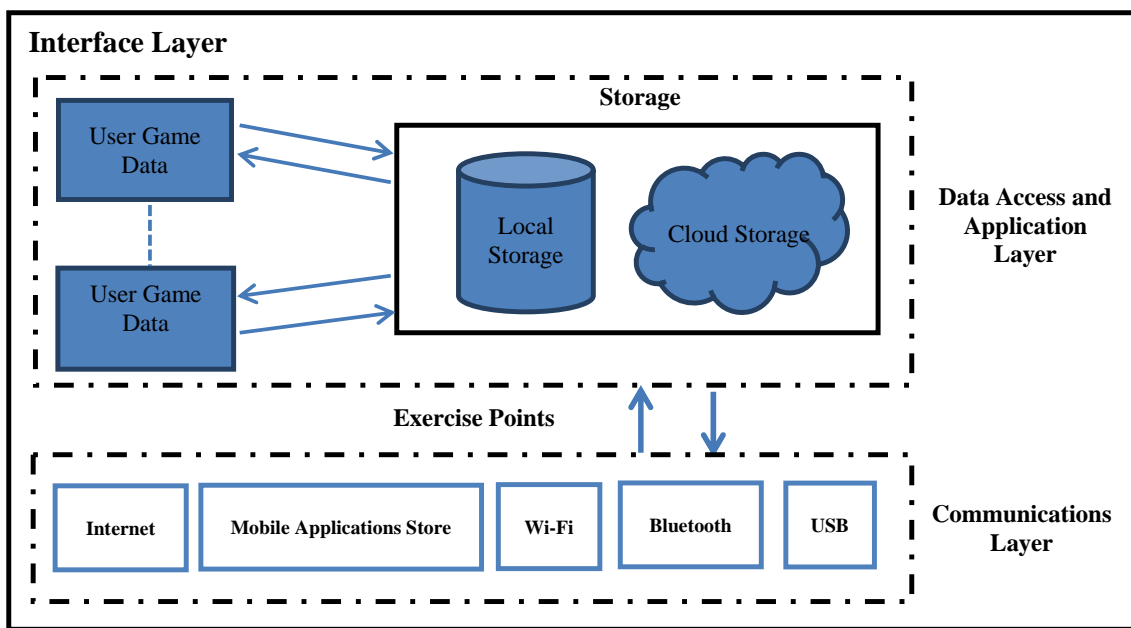 Interface Layer
Storage
User Game
Data
Local
Storage
Cloud Storage
User Game
Data
Data Access and
Application
Layer
Exercise Points
Internet
Mobile Applications Store
Wi-Fi
Bluetooth
USB
Communications
Layer